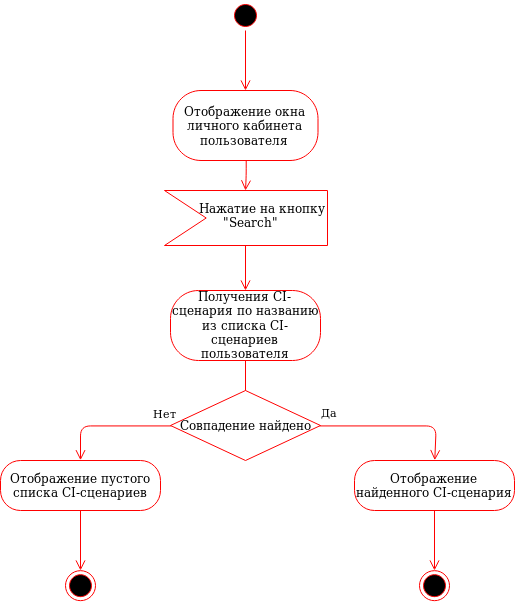 Отображение окна
личного кабинета
пользователя
Нажатие на кнопку
"Search"
Получения CI-
сценария по названию
из списка CI-
сценариев
пользователя
Нет
Да
Совпадение найдено
Отображение пустого
списка CI-сценариев
Отображение
найденного CI-сценария